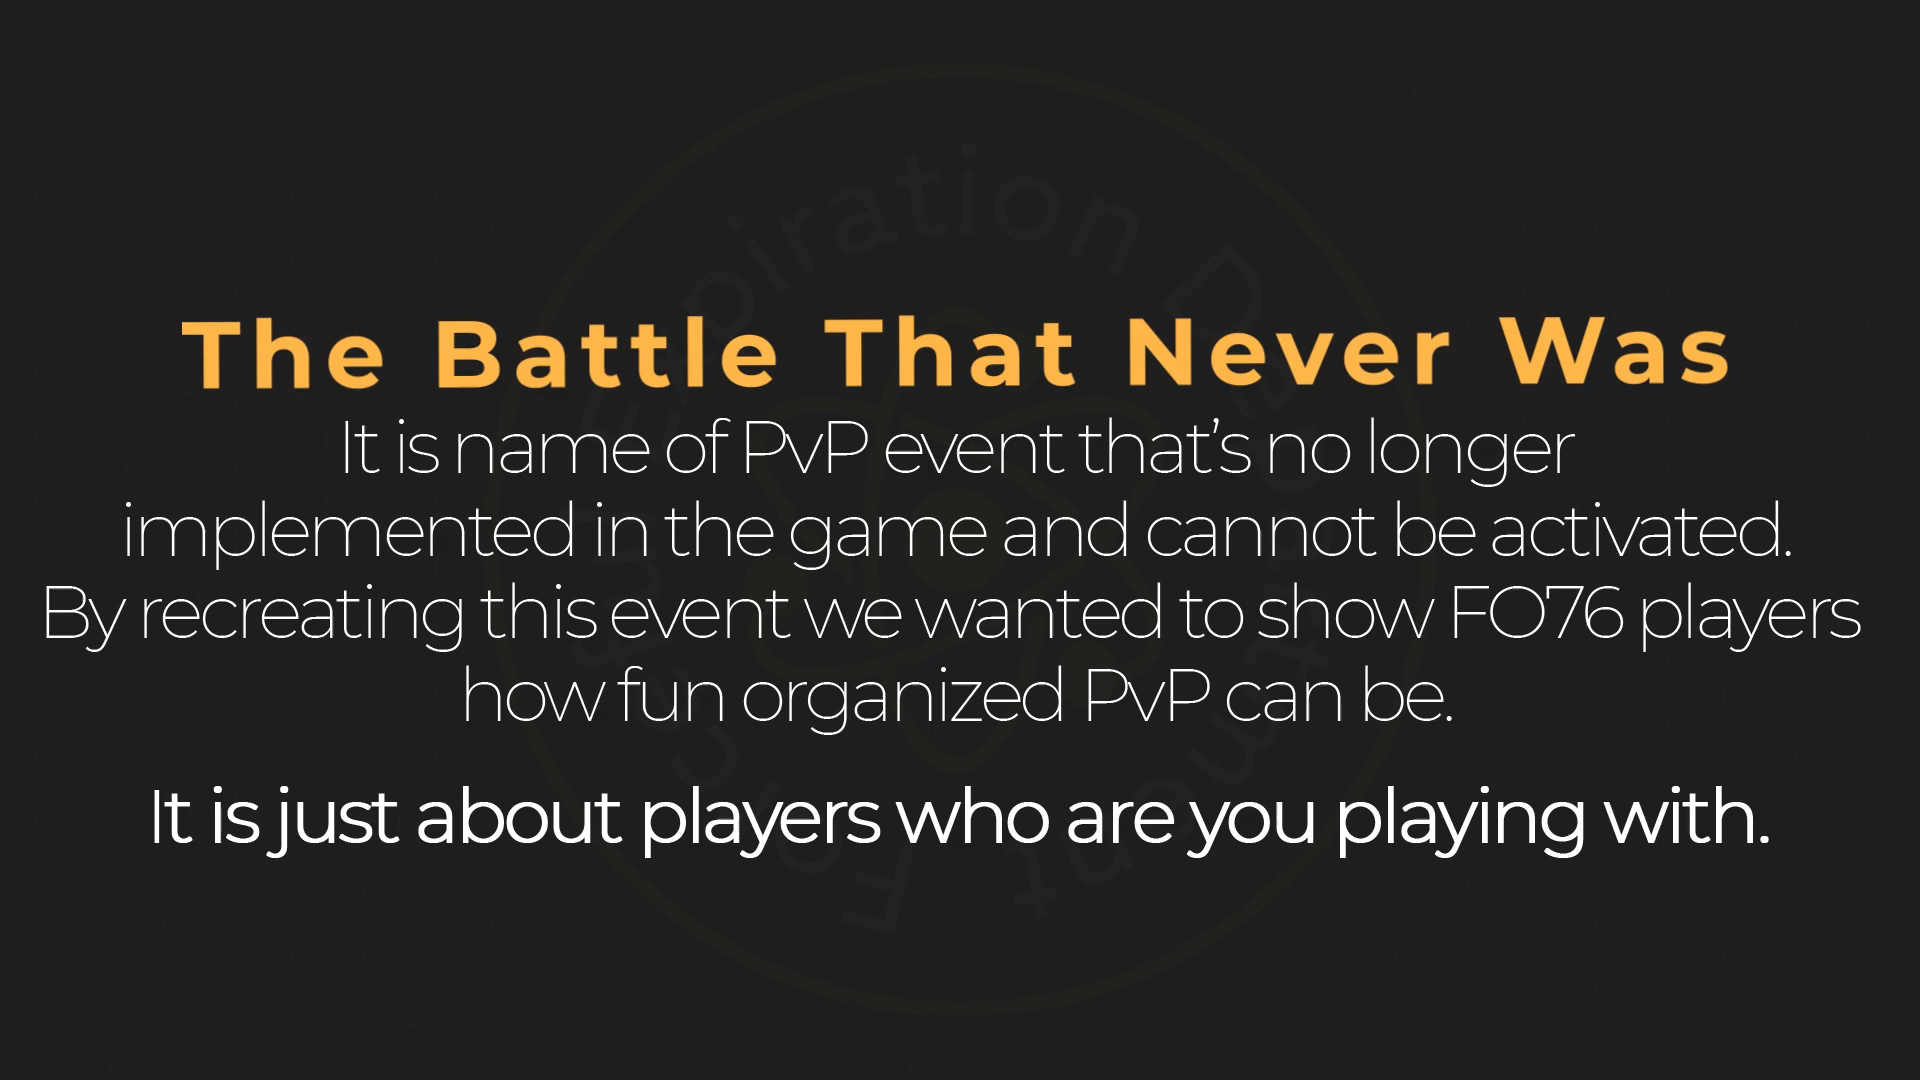 The Battle That Never Was
It is name of PvP event that's no longer
implemented in the game and cannot be activated.
By recreating this event we wanted to show FO76 players
how fun organized PvP can be.
It is just about players who are you playing with.